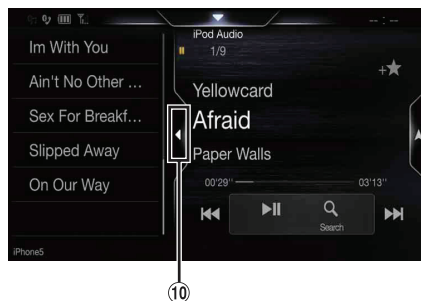 -- : --
iPod Audio
1/9
Im With You
Ain't No Other ...
Sex For Breakf...
Slipped Away
On Our Way
Yellowcard
Afraid
Paper Walls
00'29"
03'13"
Search
iPhone5
10